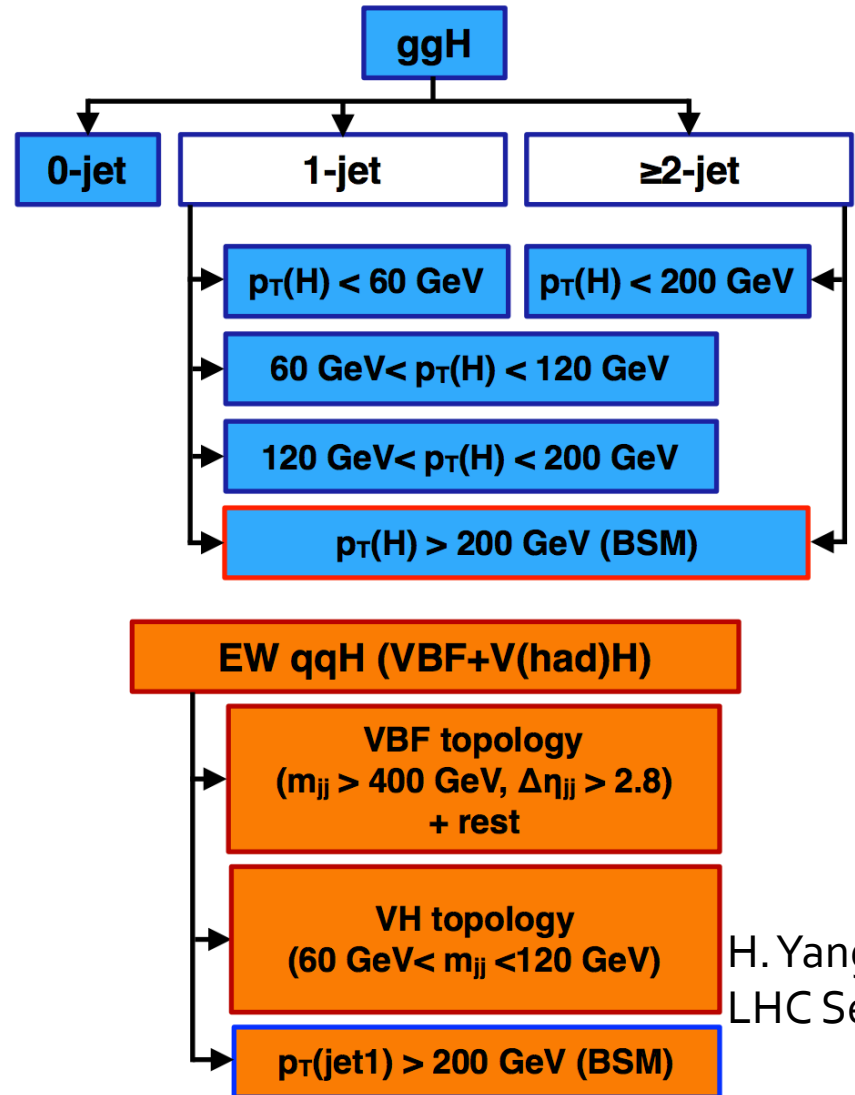 ggH
0-jet
1-jet
≥2-jet
pT(H) < 60 GeV
pT(H) < 200 GeV
60 GeV< pT(H) < 120 GeV
120 GeV< pT(H) < 200 GeV
pT(H) > 200 GeV (BSM)
EW qqH (VBF+V(had)H)
VBF topology
(mjj > 400 GeV, Δηjj > 2.8)
+ rest
VH topology
(60 GeV< mjj <120 GeV)
H. Yang
LHC Se
pT(jet1) > 200 GeV (BSM)